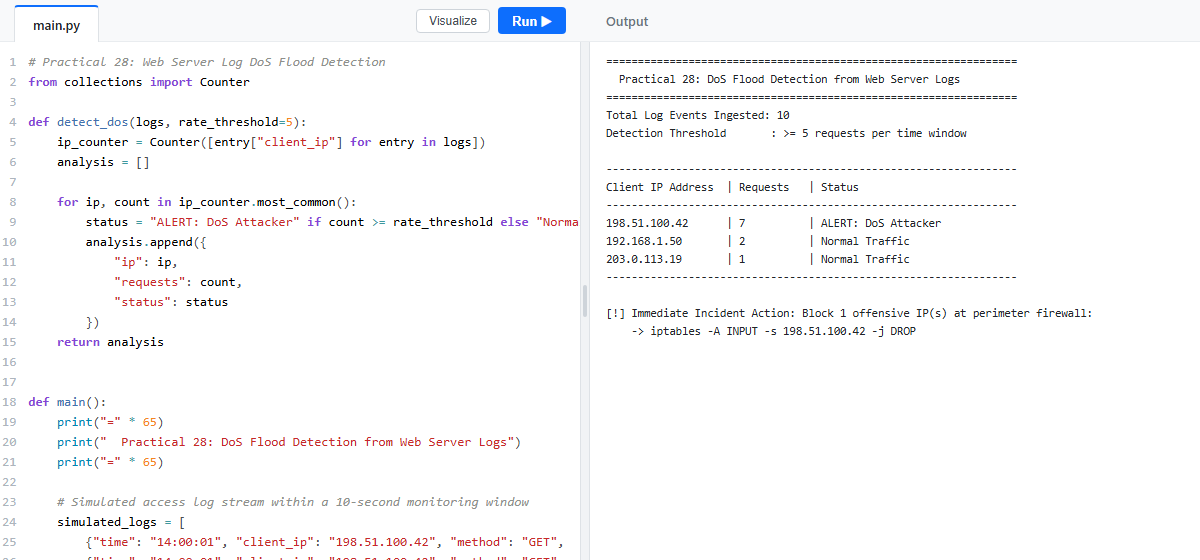 main.py
Visualize
Run
Output
1 # Practical 28: Web Server Log DoS Flood Detection
2 from collections import Counter
3
4 def detect_dos(logs, rate_threshold=5):
5     ip_counter = Counter([entry["client_ip"] for entry in logs])
6     analysis = []
7
8     for ip, count in ip_counter.most_common():
9         status = "ALERT: DoS Attacker" if count >= rate_threshold else "Norma
10         analysis.append({
11             "ip": ip,
12             "requests": count,
13             "status": status
14         })
15     return analysis
16
17
18 def main():
19     print("=" * 65)
20     print("  Practical 28: DoS Flood Detection from Web Server Logs")
21     print("=" * 65)
22
23     # Simulated access log stream within a 10-second monitoring window
24     simulated_logs = [
25         {"time": "14:00:01", "client_ip": "198.51.100.42", "method": "GET",
=================================================================
  Practical 28: DoS Flood Detection from Web Server Logs
=================================================================
Total Log Events Ingested: 10
Detection Threshold       : >= 5 requests per time window
-----------------------------------------------------------------
Client IP Address  | Requests   | Status
-----------------------------------------------------------------
198.51.100.42      | 7          | ALERT: DoS Attacker
192.168.1.50       | 2          | Normal Traffic
203.0.113.19       | 1          | Normal Traffic
-----------------------------------------------------------------
[!] Immediate Incident Action: Block 1 offensive IP(s) at perimeter firewall:
    -> iptables -A INPUT -s 198.51.100.42 -j DROP